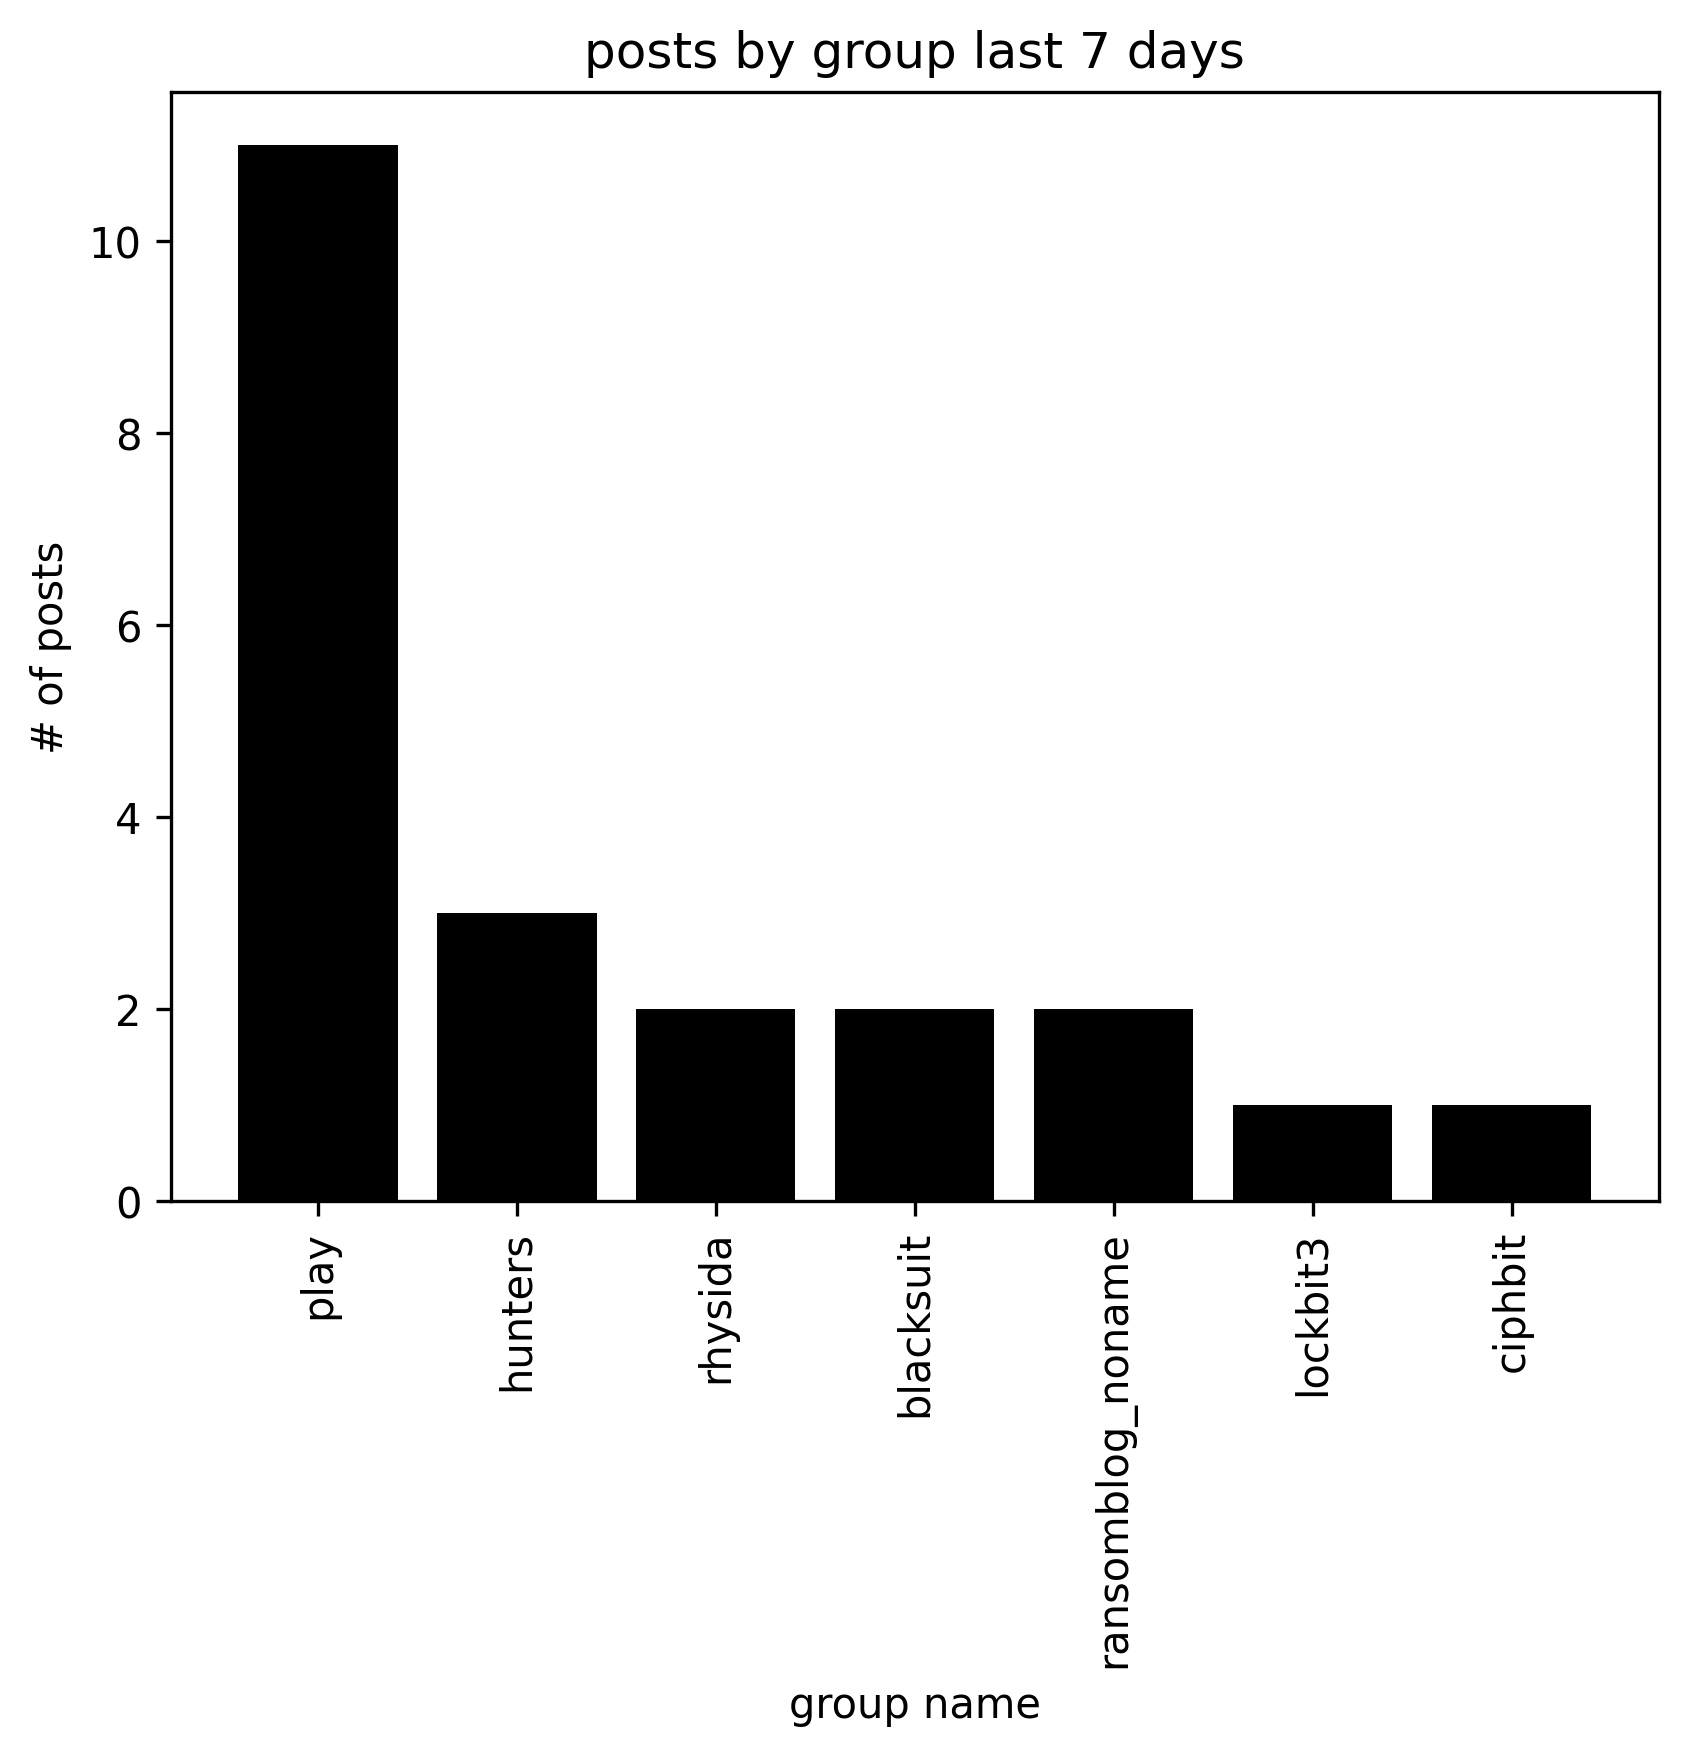 posts by group last 7 days
# of posts
10
8
6
4
2
0
play
hunters
rhysida
blacksuit
ransomblog_noname
lockbit3
ciphbit
group name